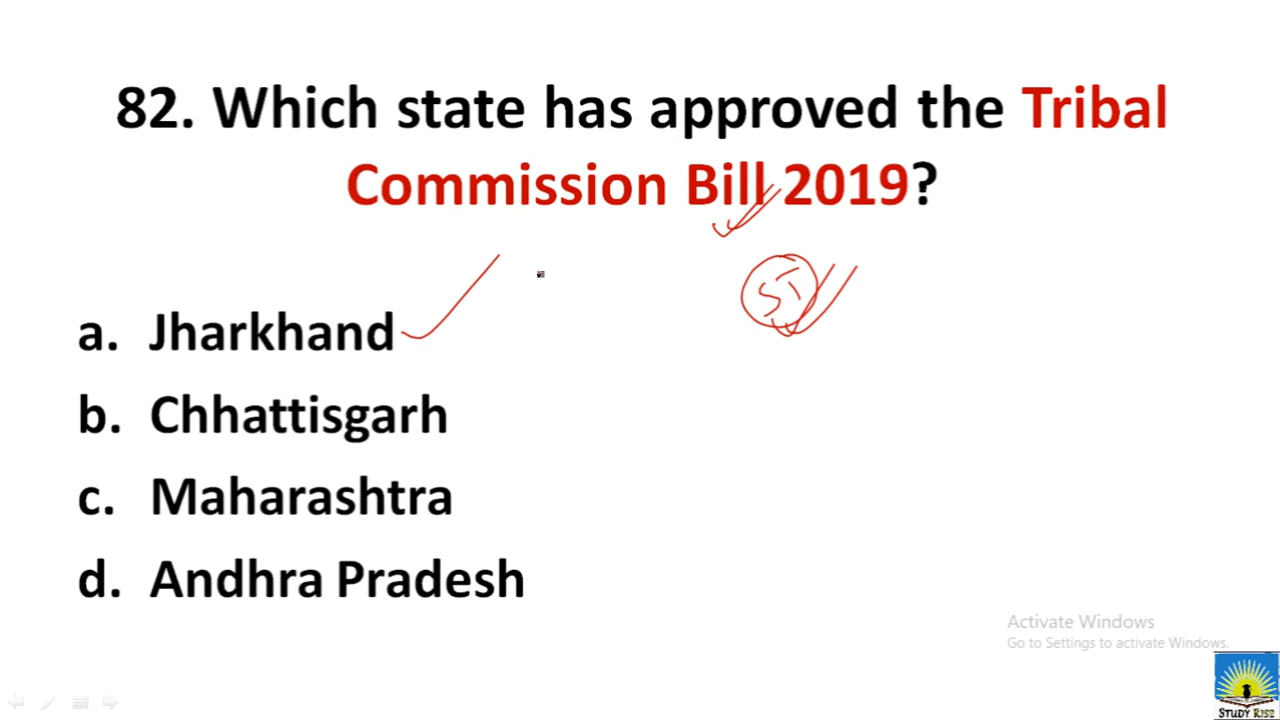 82. Which state has approved the Tribal
Commission Bill 2019?
ST
a. Jharkhand
b. Chhattisgarh
c. Maharashtra
d. Andhra Pradesh
Activate Windows
Go to Settings to activate Windows.
STUDY RISE